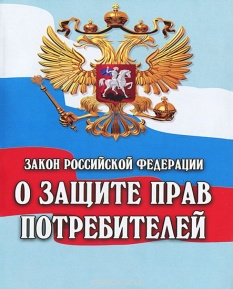 ЗАКОН РОССИЙСКОЙ ФЕДЕРАЦИИ
О ЗАЩИТЕ ПРАВ
ПОТРЕБИТЕЛЕЙ